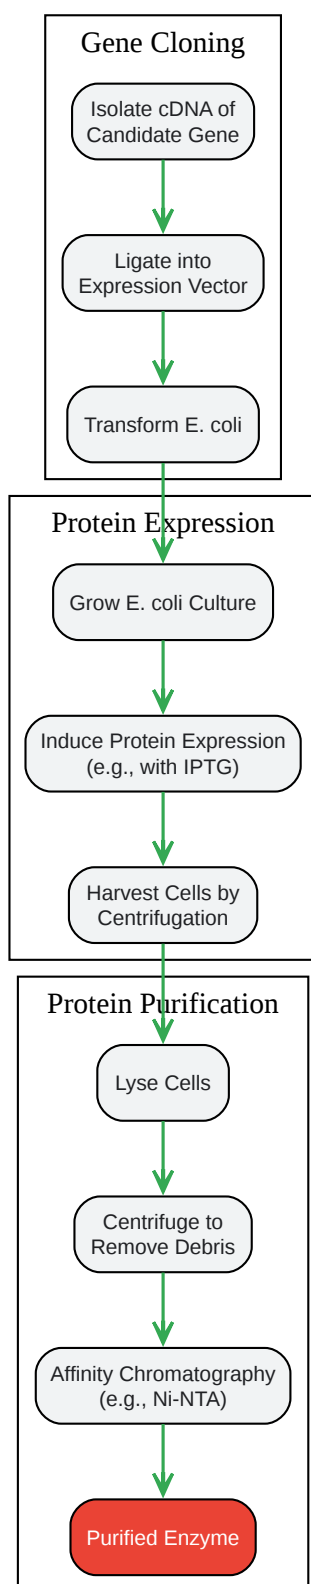 Gene Cloning
Isolate cDNA of
Candidate Gene
Ligate into
Expression Vector
Transform E. coli
Protein Expression
Grow E. coli Culture
Induce Protein Expression
(e.g., with IPTG)
Harvest Cells by
Centrifugation
Protein Purification
Lyse Cells
Centrifuge to
Remove Debris
Affinity Chromatography
(e.g., Ni-NTA)
Purified Enzyme